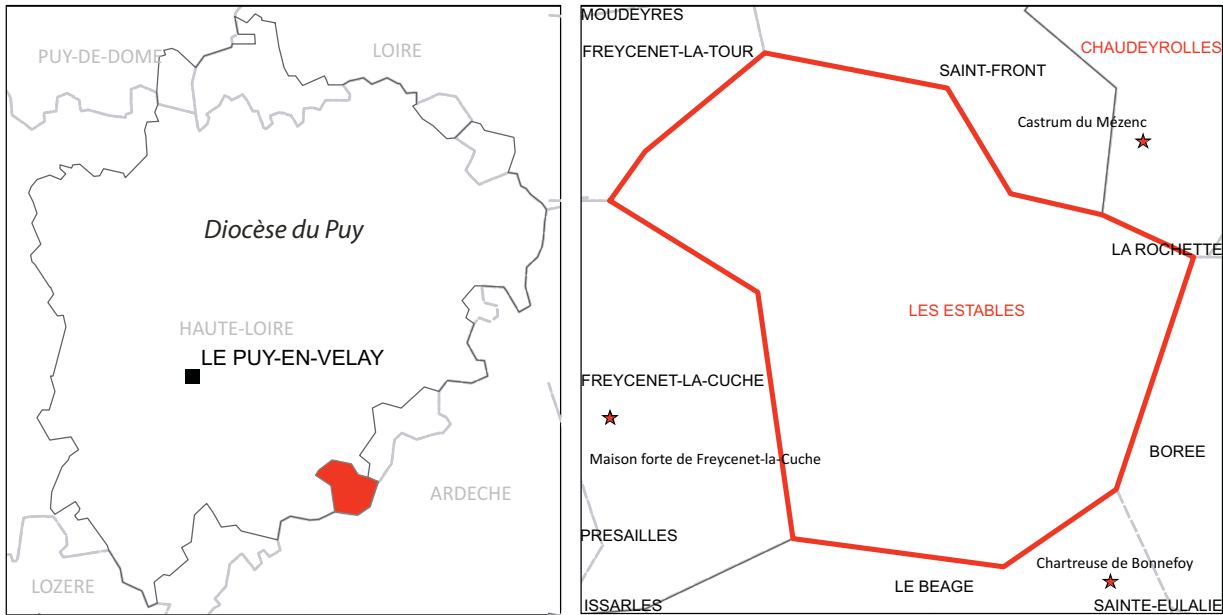 PUY-DE-DOME
LOIRE
Diocèse du Puy
HAUTE-LOIRE
LE PUY-EN-VELAY
ARDECHE
LOZERE
MOUDEYRES
FREYCENET-LA-TOUR
CHAUDEYROLLES
SAINT-FRONT
Castrum du Mézenc
LA ROCHETTE
LES ESTABLES
FREYCENET-LA-CUCHE
Maison forte de Freycenet-la-Cuche
BOREE
PRESAILLES
Chartreuse de Bonnefoy
LE BEAGE
ISSARLES
SAINTE-EULALIE